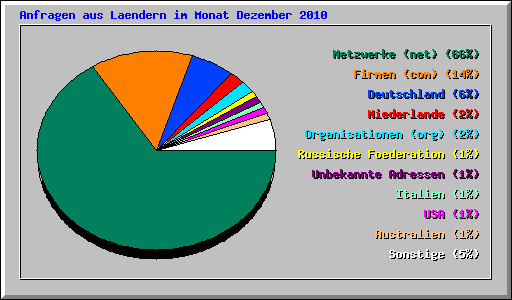 Anfragen aus Laendern im Monat Dezember 2010
Netzwerke (net) (66%)
Firmen (com) (14%)
Deutschland (6%)
Niederlande (2%)
Organisationen (org) (2%)
Russische Foederation (1%)
Unbekannte Adressen (1%)
Italien (1%)
USA (1%)
Australien (1%)
Sonstige (5%)